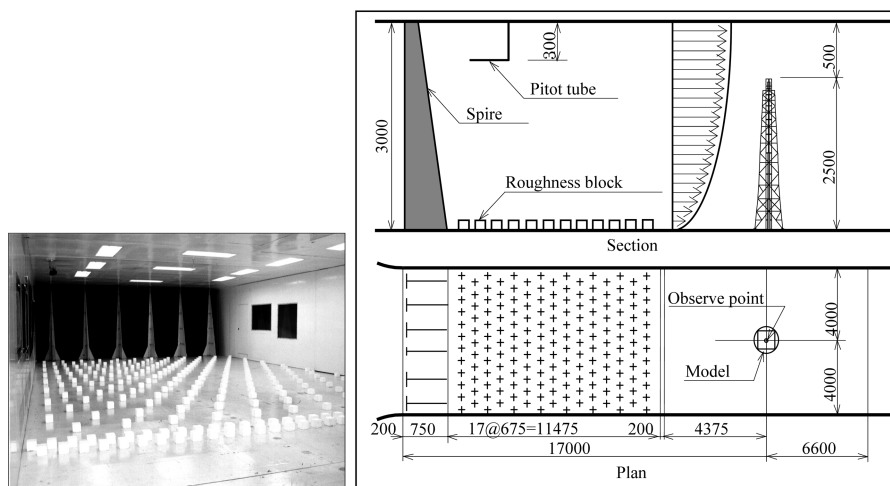 300
500
Pitot tube
Spire
3000
2500
Roughness block
Section
Observe point
4000
Model
4000
200 750 17@675=11475 200 4375
17000 6600
Plan